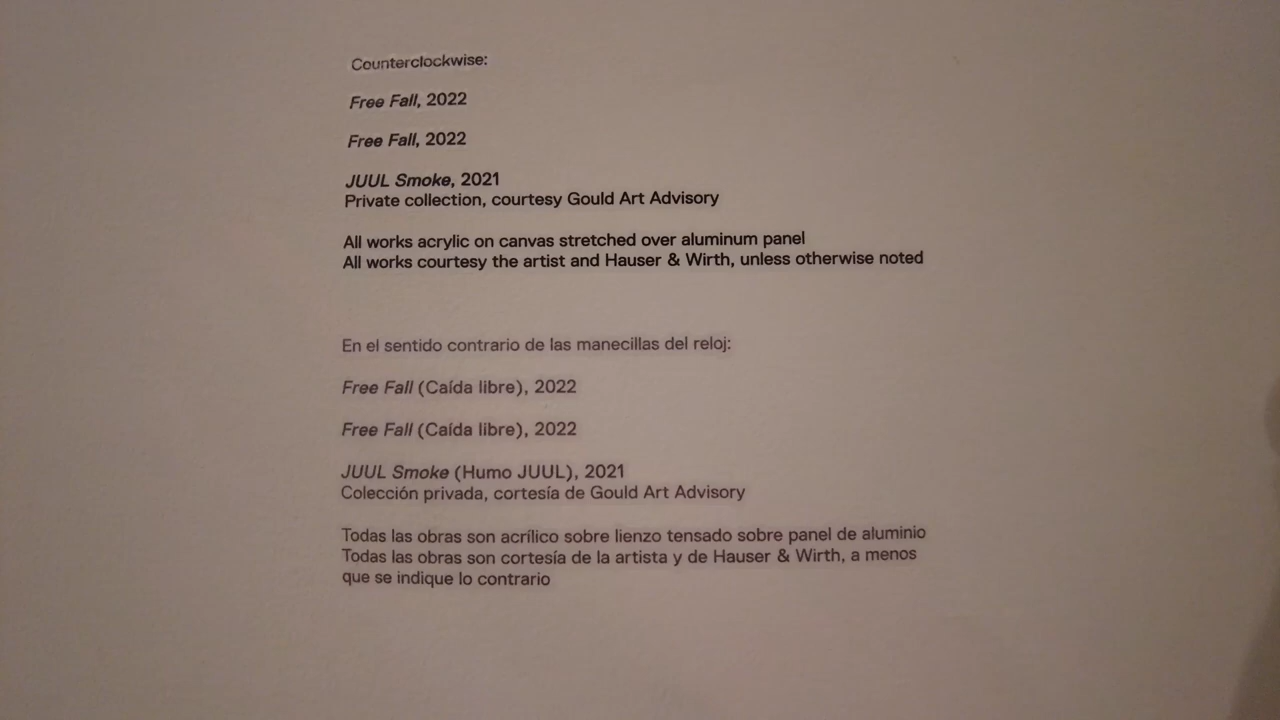 Counterclockwise:
Free Fall, 2022
Free Fall, 2022
JUUL Smoke, 2021
Private collection, courtesy Gould Art Advisory
All works acrylic on canvas stretched over aluminum panel
All works courtesy the artist and Hauser & Wirth, unless otherwise noted
En el sentido contrario de las manecillas del reloj:
Free Fall (Caída libre), 2022
Free Fall (Caída libre), 2022
JUUL Smoke (Humo JUUL), 2021
Colección privada, cortesía de Gould Art Advisory
Todas las obras son acrílico sobre lienzo tensado sobre panel de aluminio
Todas las obras son cortesía de la artista y de Hauser & Wirth, a menos
que se indique lo contrario